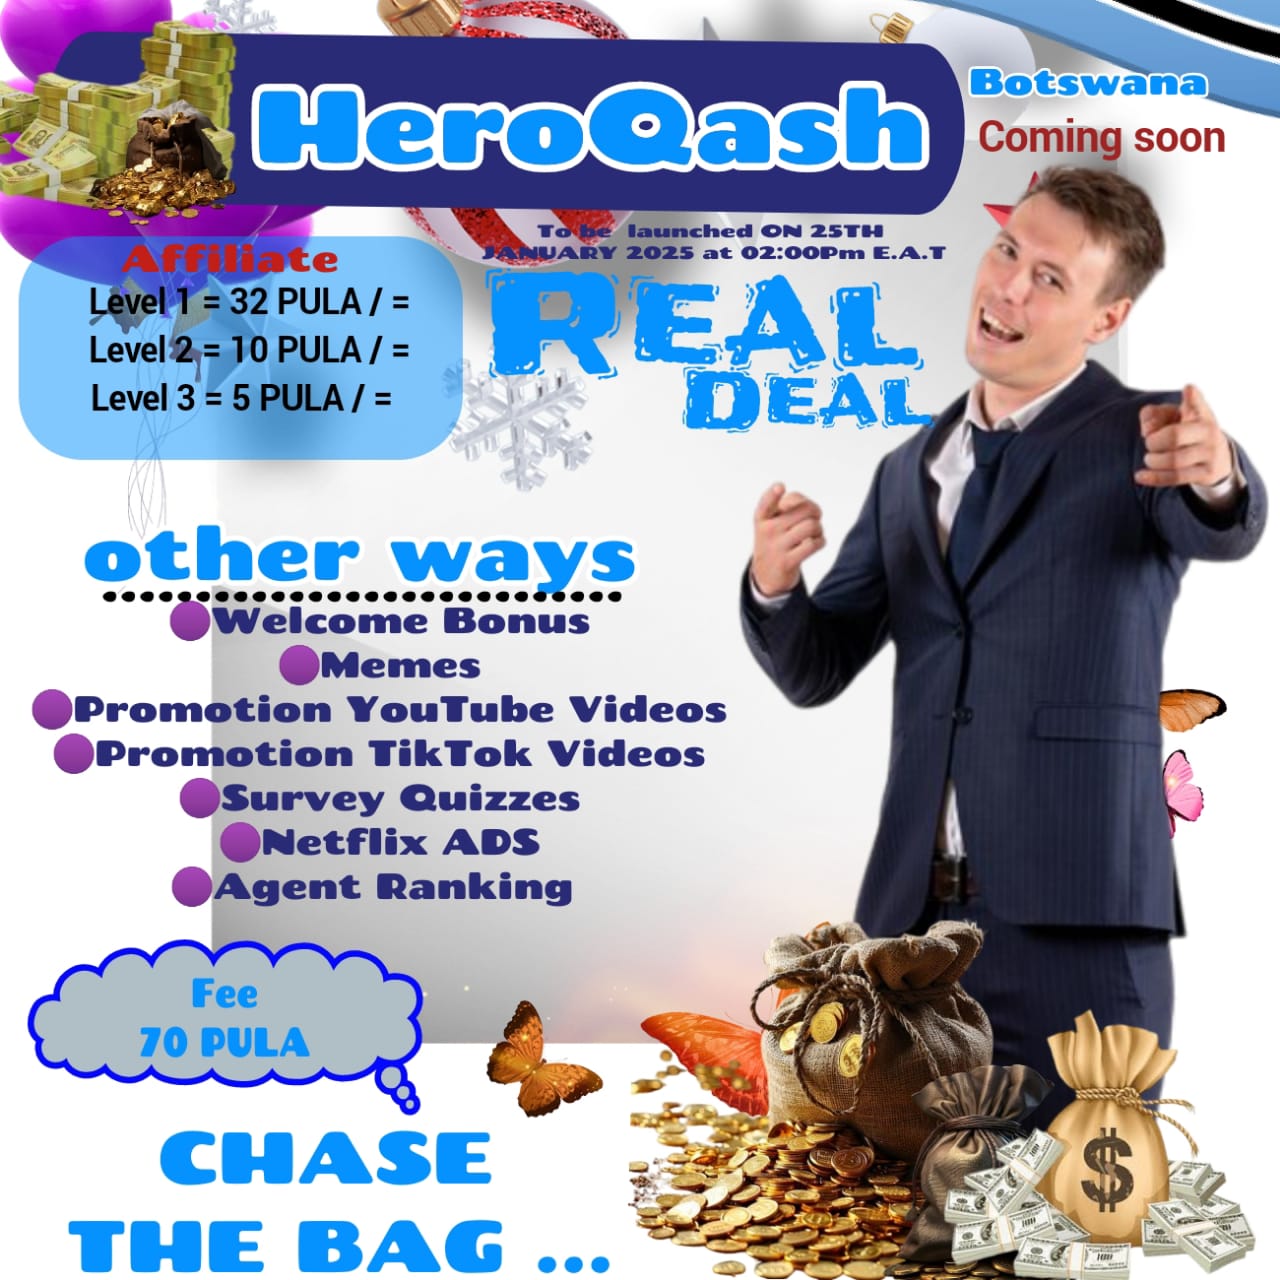 HeroQash
Botswana
Coming soon
To be launched ON 25TH
JANUARY 2025 at 02:00Pm E.A.T
Affiliate
Level 1 = 32 PULA / =
Level 2 = 10 PULA / =
Level 3 = 5 PULA / =
REAL
DEAL
other ways
Welcome Bonus
Memes
Promotion YouTube Videos
Promotion TikTok Videos
Survey Quizzes
Netflix ADS
Agent Ranking
Fee
70 PULA
CHASE
THE BAG ...
$